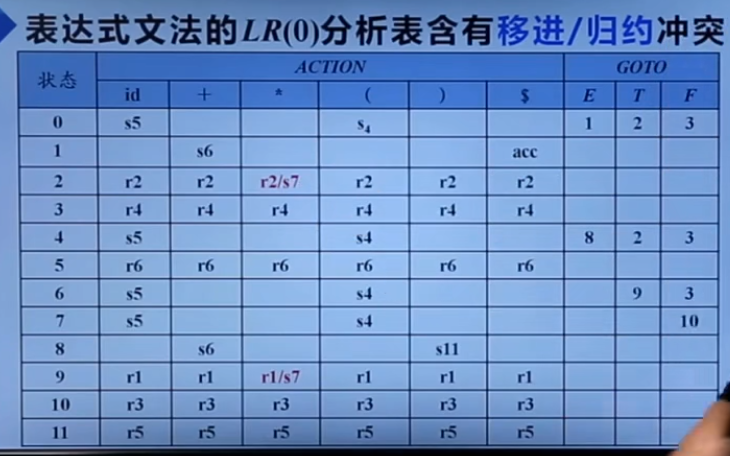 表达式文法的LR(0)分析表含有移进/归约冲突
状态 ACTION GOTO
id + * ( ) $ E T F
0 s5 s4 1 2 3
1 s6 acc
2 r2 r2 r2/s7 r2 r2 r2
3 r4 r4 r4 r4 r4 r4
4 s5 s4 8 2 3
5 r6 r6 r6 r6 r6 r6
6 s5 s4 9 3
7 s5 s4 10
8 s6 s11
9 r1 r1 r1/s7 r1 r1 r1
10 r3 r3 r3 r3 r3 r3
11 r5 r5 r5 r5 r5 r5